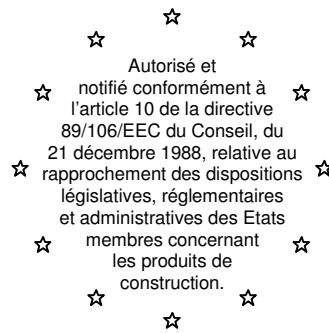 Autorisé et
notifié conformément à
l’article 10 de la directive
89/106/EEC du Conseil, du
21 décembre 1988, relative au
rapprochement des dispositions
législatives, réglementaires
et administratives des Etats
membres concernant
les produits de
construction.